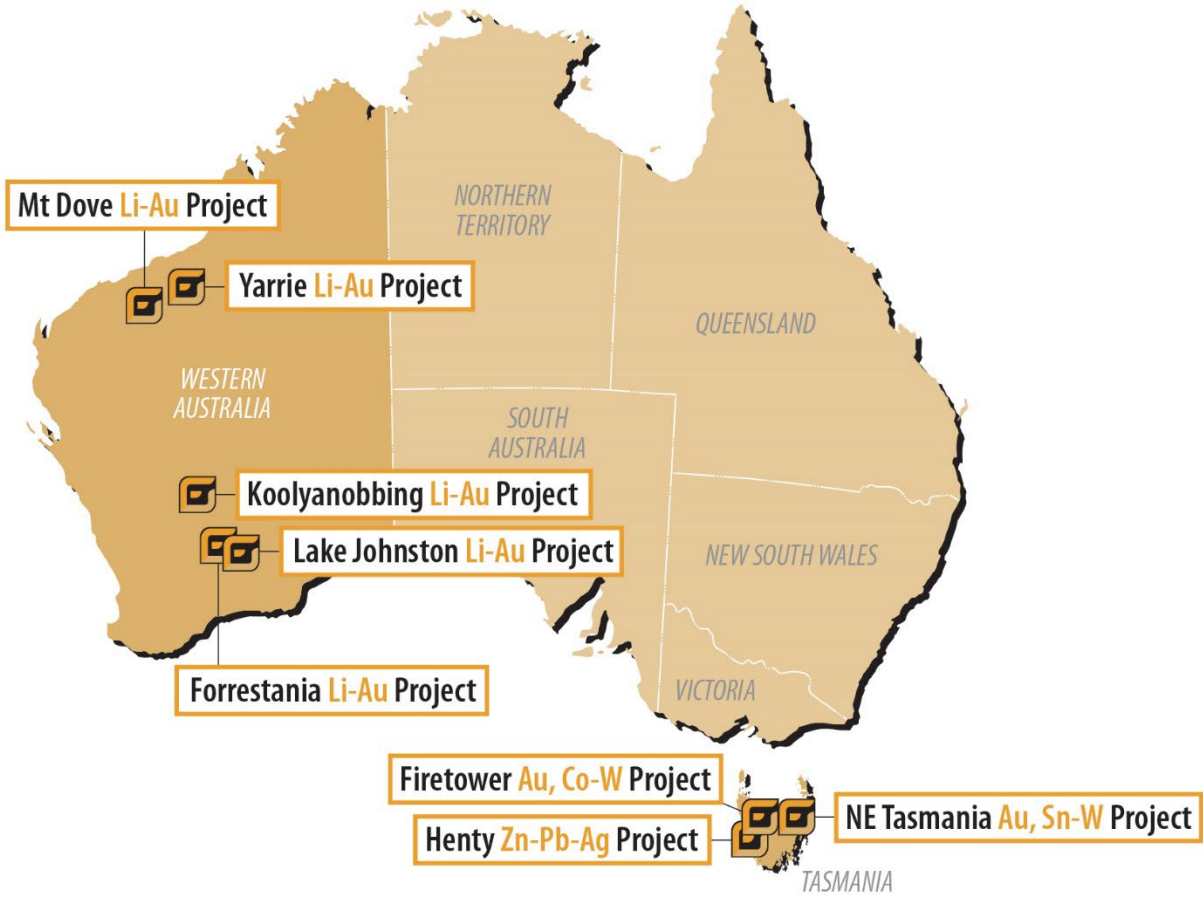 NORTHERN
TERRITORY
Mt Dove Li-Au Project
Yarrie Li-Au Project
QUEENSLAND
WESTERN
AUSTRALIA
SOUTH
AUSTRALIA
Koolyanobbing Li-Au Project
Lake Johnston Li-Au Project
NEW SOUTH WALES
Forrestania Li-Au Project
VICTORIA
Firetower Au, Co-W Project
NE Tasmania Au, Sn-W Project
Henty Zn-Pb-Ag Project
TASMANIA